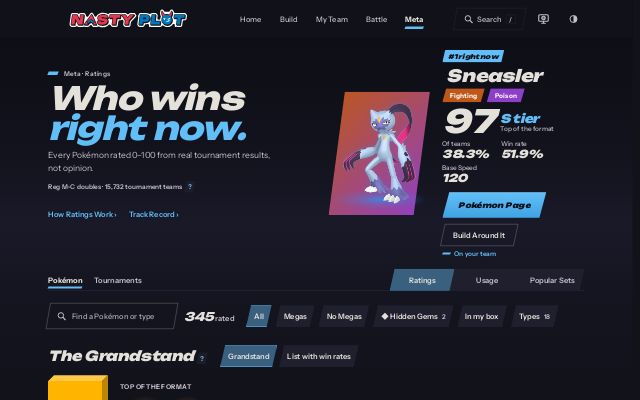 NASTY PLOT
Home
Build
My Team
Battle
Meta
Search /
Meta · Ratings
Who wins
right now.
Every Pokémon rated 0–100 from real tournament results,
not opinion.
Reg M-C doubles · 15,732 tournament teams ?
How Ratings Work ›
Track Record ›
#1 right now
Sneasler
Fighting
Poison
97
S tier
Top of the format
Of teams
38.3%
Win rate
51.9%
Base Speed
120
Pokémon Page
Build Around It
On your team
Pokémon
Tournaments
Ratings
Usage
Popular Sets
Find a Pokémon or type
345 rated
All
Megas
No Megas
◆ Hidden Gems 2
In my box
Types 18
The Grandstand ?
Grandstand
List with win rates
TOP OF THE FORMAT